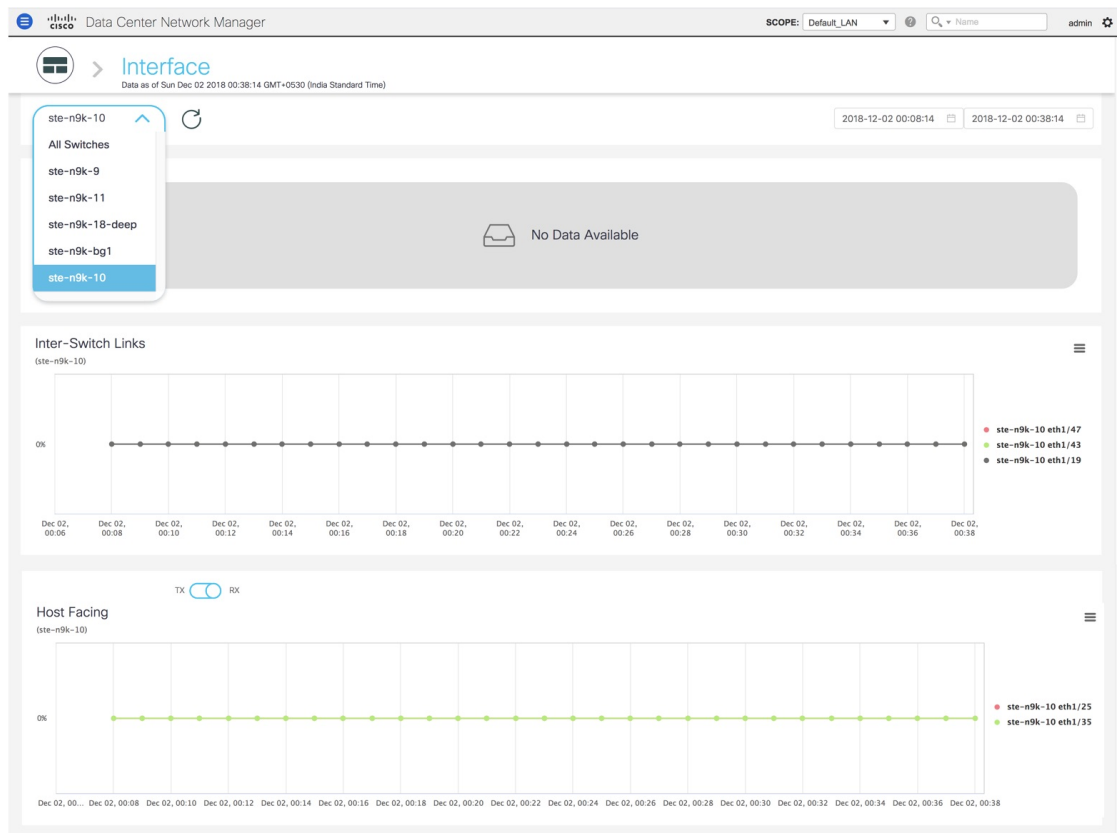 cisco Data Center Network Manager SCOPE: Default_LAN ? Name admin
Interface
Data as of Sun Dec 02 2018 00:38:14 GMT+0530 (India Standard Time)
ste-n9k-10 2018-12-02 00:08:14 2018-12-02 00:38:14
All Switches
ste-n9k-9
ste-n9k-11
ste-n9k-18-deep
ste-n9k-bg1
ste-n9k-10
No Data Available
Inter-Switch Links
(ste-n9k-10)
0%
ste-n9k-10 eth1/47
ste-n9k-10 eth1/43
ste-n9k-10 eth1/19
Dec 02, Dec 02, Dec 02, Dec 02, Dec 02, Dec 02, Dec 02, Dec 02, Dec 02, Dec 02, Dec 02, Dec 02, Dec 02, Dec 02, Dec 02, Dec 02, Dec 02,
00:06 00:08 00:10 00:12 00:14 00:16 00:18 00:20 00:22 00:24 00:26 00:28 00:30 00:32 00:34 00:36 00:38
TX RX
Host Facing
(ste-n9k-10)
0%
ste-n9k-10 eth1/25
ste-n9k-10 eth1/35
Dec 02, 00... Dec 02, 00:08 Dec 02, 00:10 Dec 02, 00:12 Dec 02, 00:14 Dec 02, 00:16 Dec 02, 00:18 Dec 02, 00:20 Dec 02, 00:22 Dec 02, 00:24 Dec 02, 00:26 Dec 02, 00:28 Dec 02, 00:30 Dec 02, 00:32 Dec 02, 00:34 Dec 02, 00:36 Dec 02, 00:38